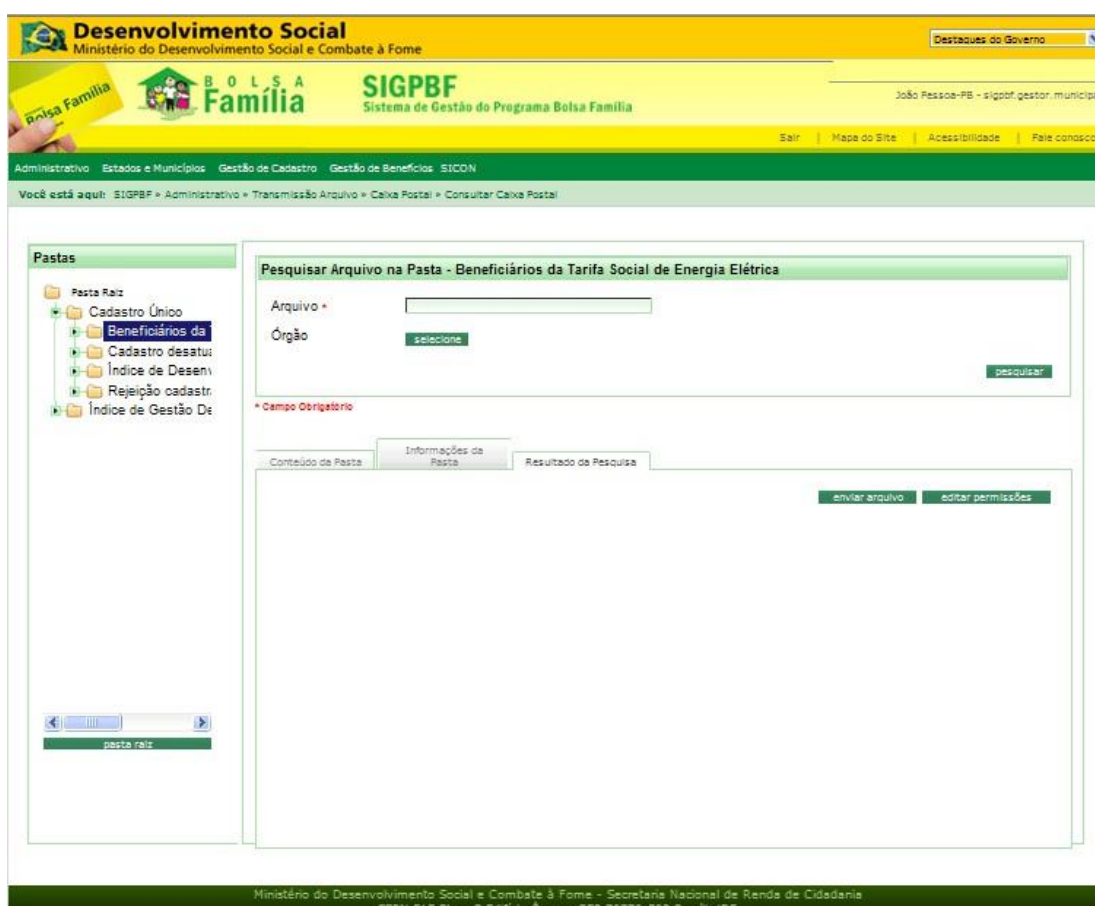 Desenvolvimento Social
Ministério do Desenvolvimento Social e Combate à Fome
Destaques do Governo
Bolsa Família
BOLSA
Família
SIGPBF
Sistema de Gestão do Programa Bolsa Família
João Pessoa-PB - sigpbf.gestor.municip
Sair | Mapa do Site | Acessibilidade | Fale conosco
Administrativo Estados e Municípios Gestão de Cadastro Gestão de Benefícios SICON
Você está aqui: SIGPBF » Administrativo » Transmissão Arquivo » Caixa Postal » Consultar Caixa Postal
Pastas
Pasta Raiz
Cadastro Único
Beneficiários da
Cadastro desatua
Índice de Desenv
Rejeição cadastr
Índice de Gestão De
pasta raiz
Pesquisar Arquivo na Pasta - Beneficiários da Tarifa Social de Energia Elétrica
Arquivo *
Órgão
selecione
pesquisar
* Campo Obrigatório
Conteúdo da Pasta
Informações da
Pasta
Resultado da Pesquisa
enviar arquivo
editar permissões
Ministério do Desenvolvimento Social e Combate à Fome - Secretaria Nacional de Renda de Cidadania